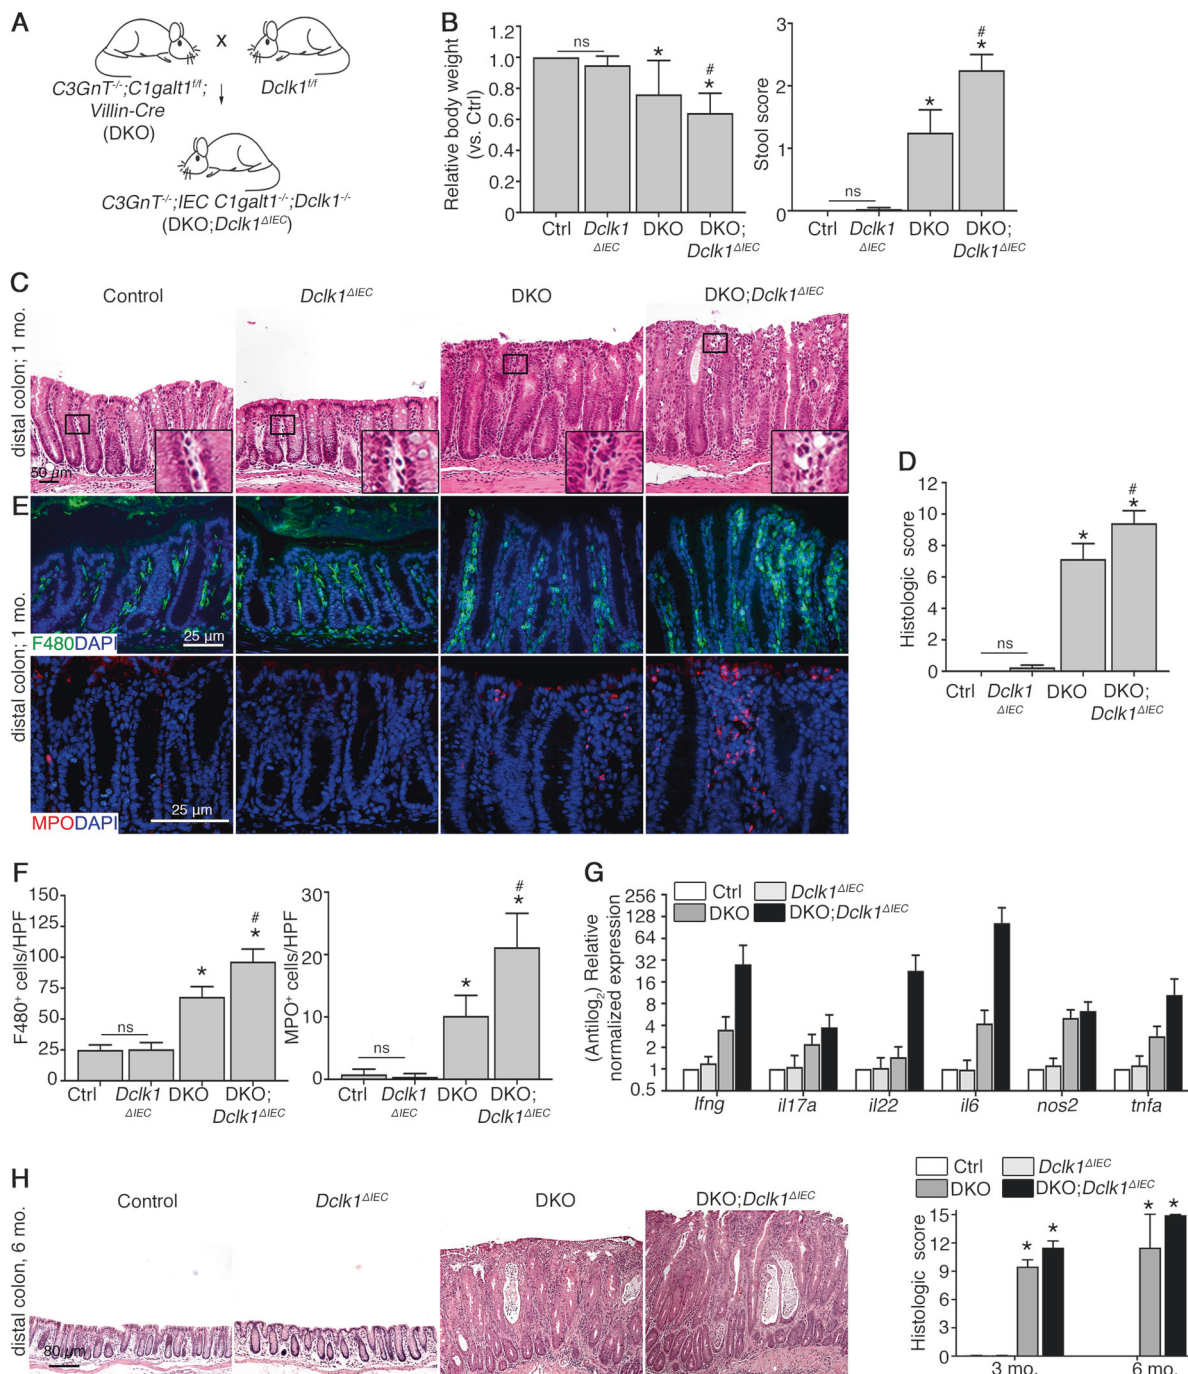 A
x
C3GnT-/-;C1galt1f/f;
Villin-Cre
(DKO)
Dclk1f/f
C3GnT-/-;IEC C1galt1-/-;Dclk1-/-
(DKO;Dclk1ΔIEC)
B
Relative body weight
(vs. Ctrl)
1.2
1.0
0.8
0.6
0.4
0.2
0
ns
*
#
*
Ctrl
Dclk1
ΔIEC
DKO
DKO;
Dclk1ΔIEC
Stool score
3
2
1
0
ns
*
#
*
Ctrl
Dclk1
ΔIEC
DKO
DKO;
Dclk1ΔIEC
C
Control
Dclk1ΔIEC
DKO
DKO;Dclk1ΔIEC
distal colon; 1 mo.
50 µm
D
Histologic score
12
10
8
6
4
2
0
ns
*
#
*
Ctrl
Dclk1
ΔIEC
DKO
DKO;
Dclk1ΔIEC
E
distal colon; 1 mo.
F480DAPI
25 µm
MPODAPI
25 µm
F
F480+ cells/HPF
150
125
100
75
50
25
0
ns
*
#
*
Ctrl
Dclk1
ΔIEC
DKO
DKO;
Dclk1ΔIEC
MPO+ cells/HPF
30
20
10
0
ns
*
#
*
Ctrl
Dclk1
ΔIEC
DKO
DKO;
Dclk1ΔIEC
G
Ctrl
Dclk1ΔIEC
DKO
DKO;Dclk1ΔIEC
(Antilog2) Relative
normalized expression
256
128
64
32
16
8
4
2
1
0.5
Ifng
il17a
il22
il6
nos2
tnfa
H
Control
Dclk1ΔIEC
DKO
DKO;Dclk1ΔIEC
distal colon, 6 mo.
80 µm
Ctrl
Dclk1ΔIEC
DKO
DKO;Dclk1ΔIEC
Histologic score
15
12
9
6
3
0
*
*
*
*
3 mo.
6 mo.